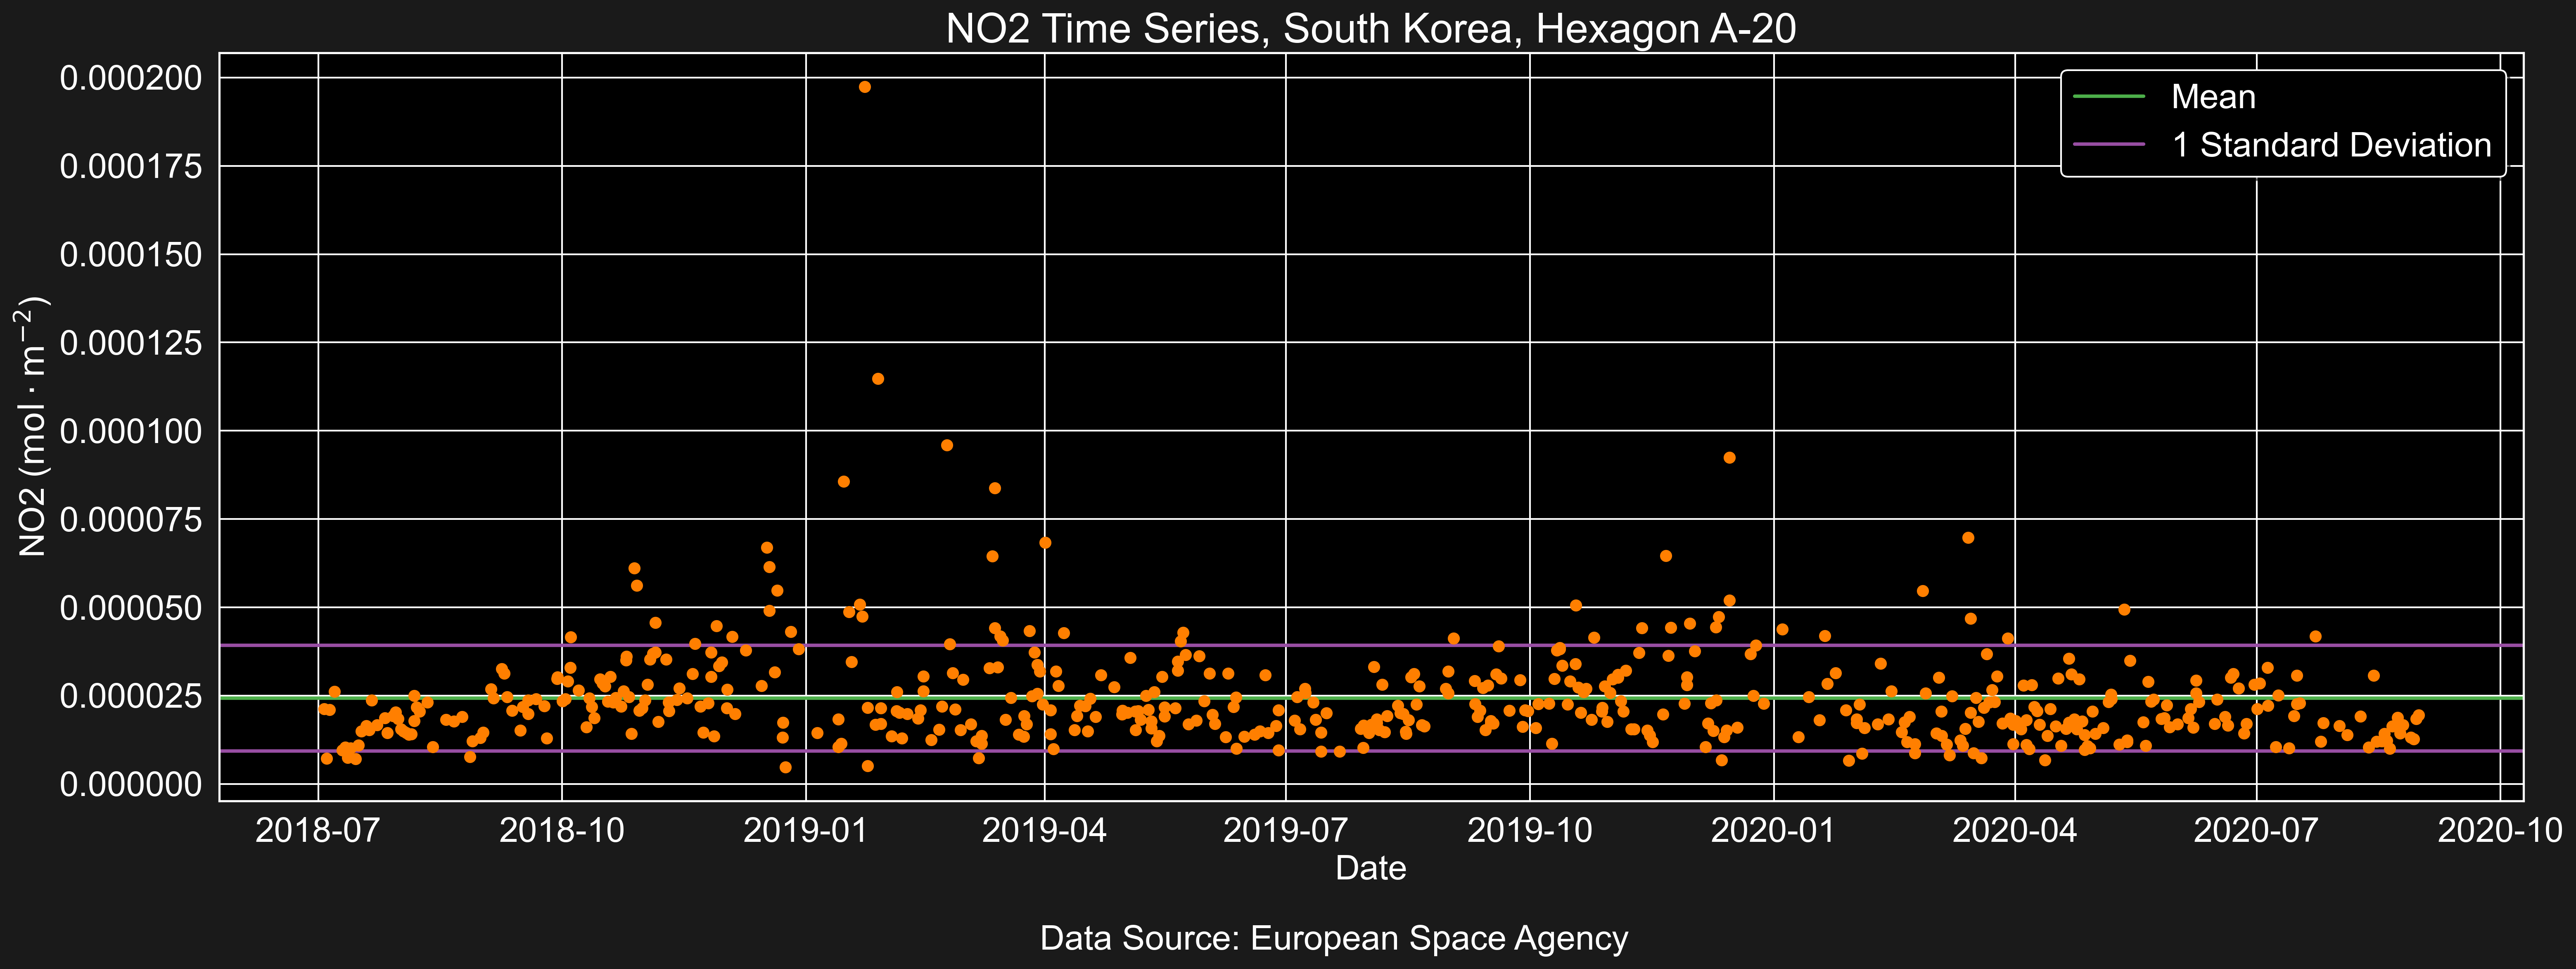 NO2 Time Series, South Korea, Hexagon A-20
Mean
1 Standard Deviation
NO2 (mol · m⁻²)
0.000200
0.000175
0.000150
0.000125
0.000100
0.000075
0.000050
0.000025
0.000000
2018-07 2018-10 2019-01 2019-04 2019-07 2019-10 2020-01 2020-04 2020-07 2020-10
Date
Data Source: European Space Agency